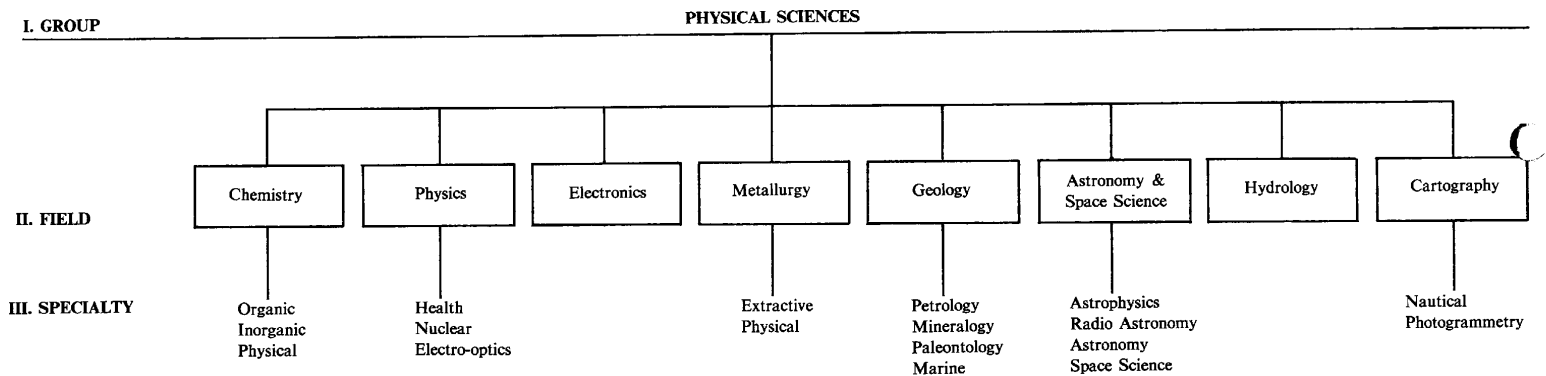 I. GROUP
PHYSICAL SCIENCES
II. FIELD
Chemistry
Physics
Electronics
Metallurgy
Geology
Astronomy &
Space Science
Hydrology
Cartography
III. SPECIALTY
Organic
Inorganic
Physical
Health
Nuclear
Electro-optics
Extractive
Physical
Petrology
Mineralogy
Paleontology
Marine
Astrophysics
Radio Astronomy
Astronomy
Space Science
Nautical
Photogrammetry